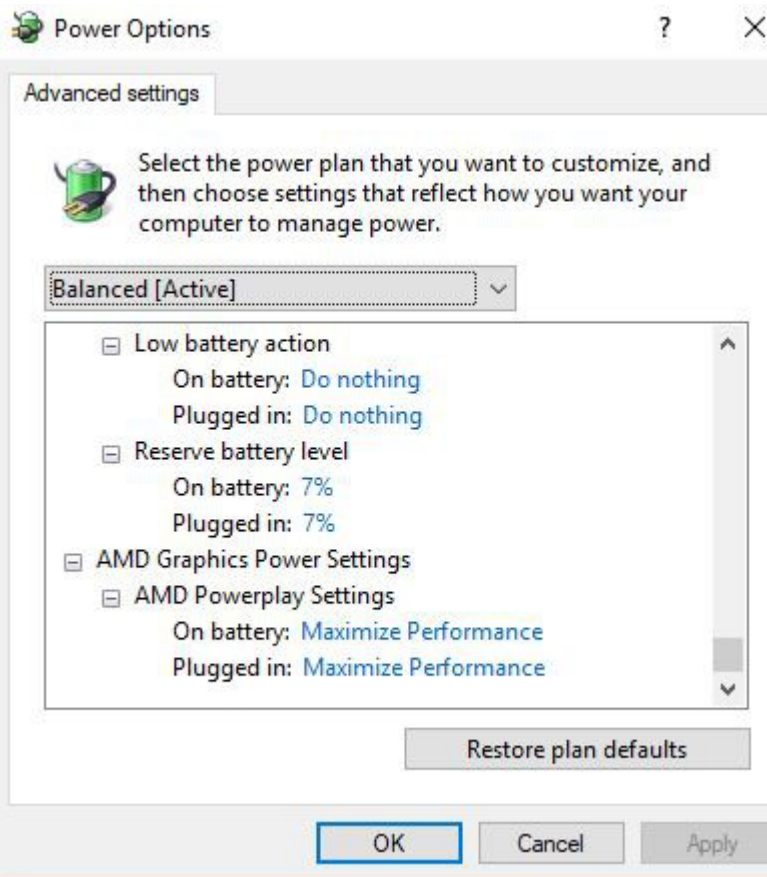 Power Options
?
Advanced settings
Select the power plan that you want to customize, and
then choose settings that reflect how you want your
computer to manage power.
Balanced [Active]
Low battery action
On battery: Do nothing
Plugged in: Do nothing
Reserve battery level
On battery: 7%
Plugged in: 7%
AMD Graphics Power Settings
AMD Powerplay Settings
On battery: Maximize Performance
Plugged in: Maximize Performance
Restore plan defaults
OK
Cancel
Apply